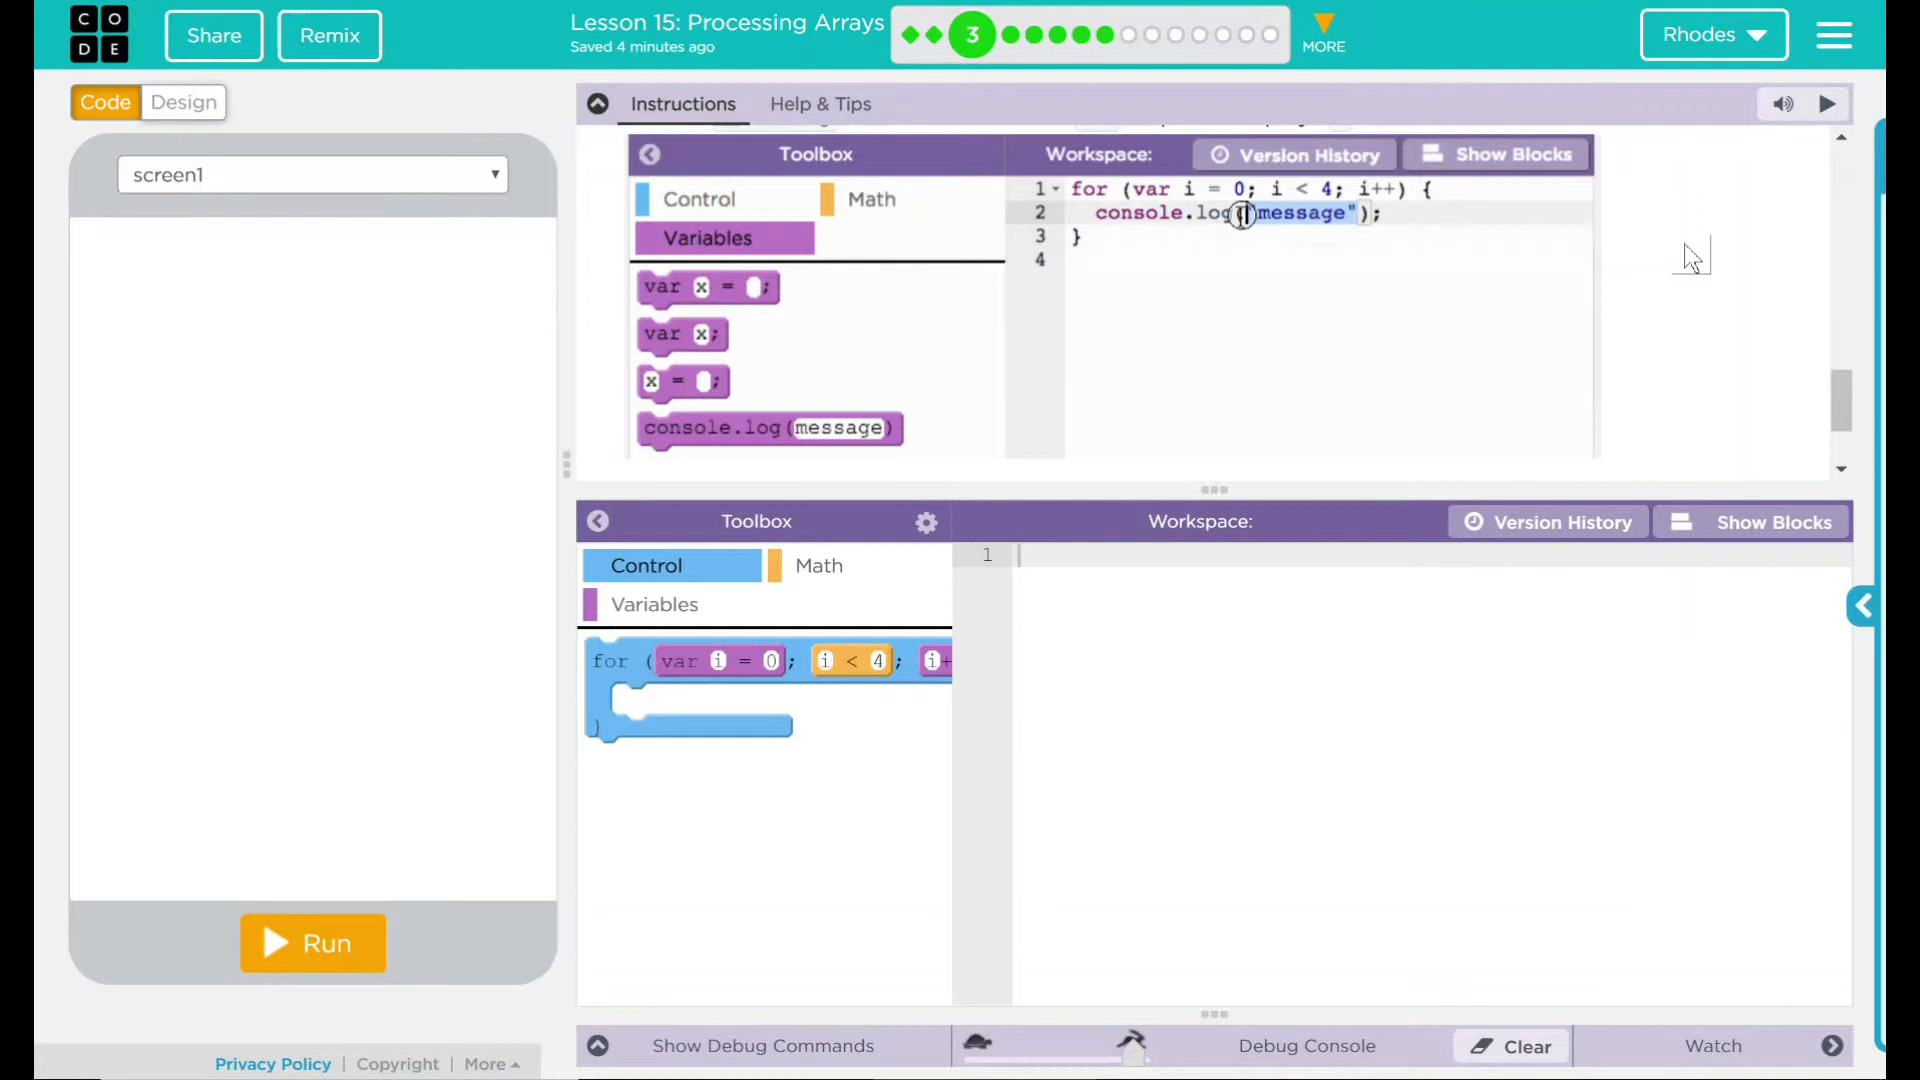 C O
D E
Share
Remix
Lesson 15: Processing Arrays
Saved 4 minutes ago
3
MORE
Rhodes
Code
Design
Instructions
Help & Tips
screen1
Toolbox
Workspace:
Version History
Show Blocks
Control
Math
Variables
var x = ;
var x;
x = ;
console.log(message)
1 for (var i = 0; i < 4; i++) {
2 console.log("message");
3 }
4
Toolbox
Workspace:
Version History
Show Blocks
Control
Math
Variables
for (var i = 0; i < 4; i+
}
1
Run
Show Debug Commands
Debug Console
Clear
Watch
Privacy Policy | Copyright | More